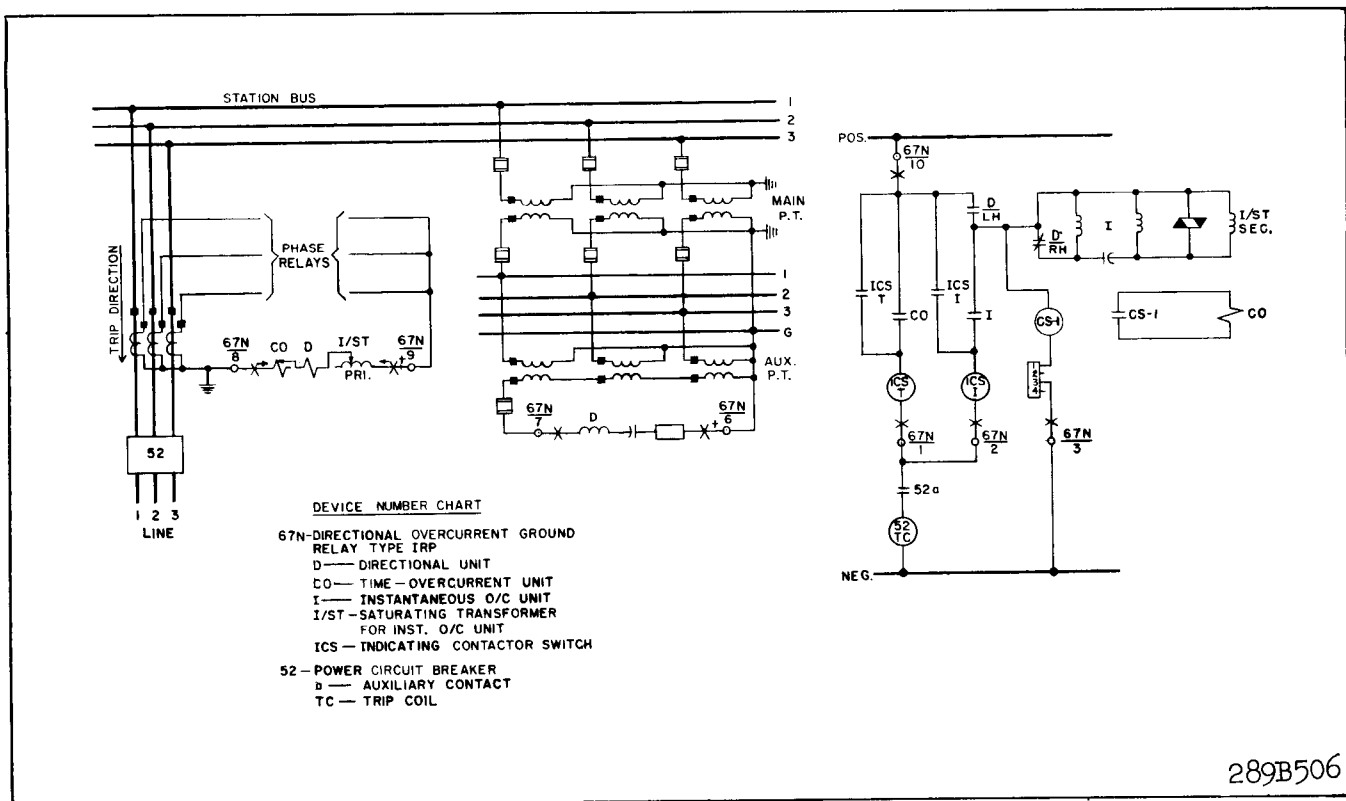 STATION BUS
1
2
3
MAIN
P.T.
PHASE
RELAYS
TRIP DIRECTION
67N
8
CO
D
I/ST
PRI.
+
67N
9
1
2
3
G
AUX.
P.T.
67N
7
D
+
67N
6
52
1 2 3
LINE
POS.
67N
10
D
LH
ICS
T
CO
ICS
I
I
D
RH
I
I/ST
SEC.
CS-1
CS-1
CO
ICS
T
ICS
I
1
2
3
4
67N
1
67N
2
67N
3
52a
52
TC
NEG.
DEVICE NUMBER CHART
67N-DIRECTIONAL OVERCURRENT GROUND
RELAY TYPE IRP
D — DIRECTIONAL UNIT
CO — TIME-OVERCURRENT UNIT
I — INSTANTANEOUS O/C UNIT
I/ST-SATURATING TRANSFORMER
FOR INST. O/C UNIT
ICS — INDICATING CONTACTOR SWITCH
52-POWER CIRCUIT BREAKER
— AUXILIARY CONTACT
TC — TRIP COIL
289B506